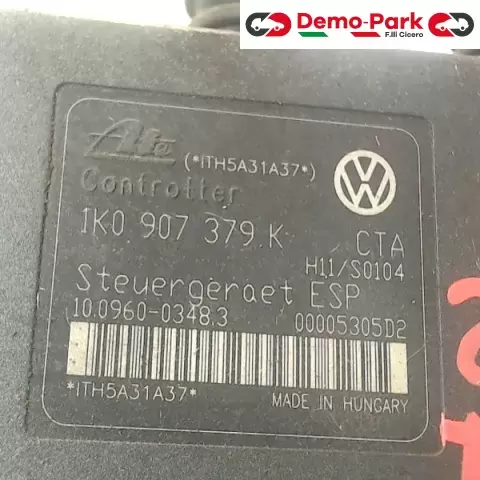 Demo-Park
F.lli Cicero
Ate
(*ITH5A31A37*)
Controller
1K0 907 379 K
CTA
H11/S0104
Steuergeraet ESP
10.0960-0348.3
00005305D2
*ITH5A31A37*
MADE IN HUNGARY